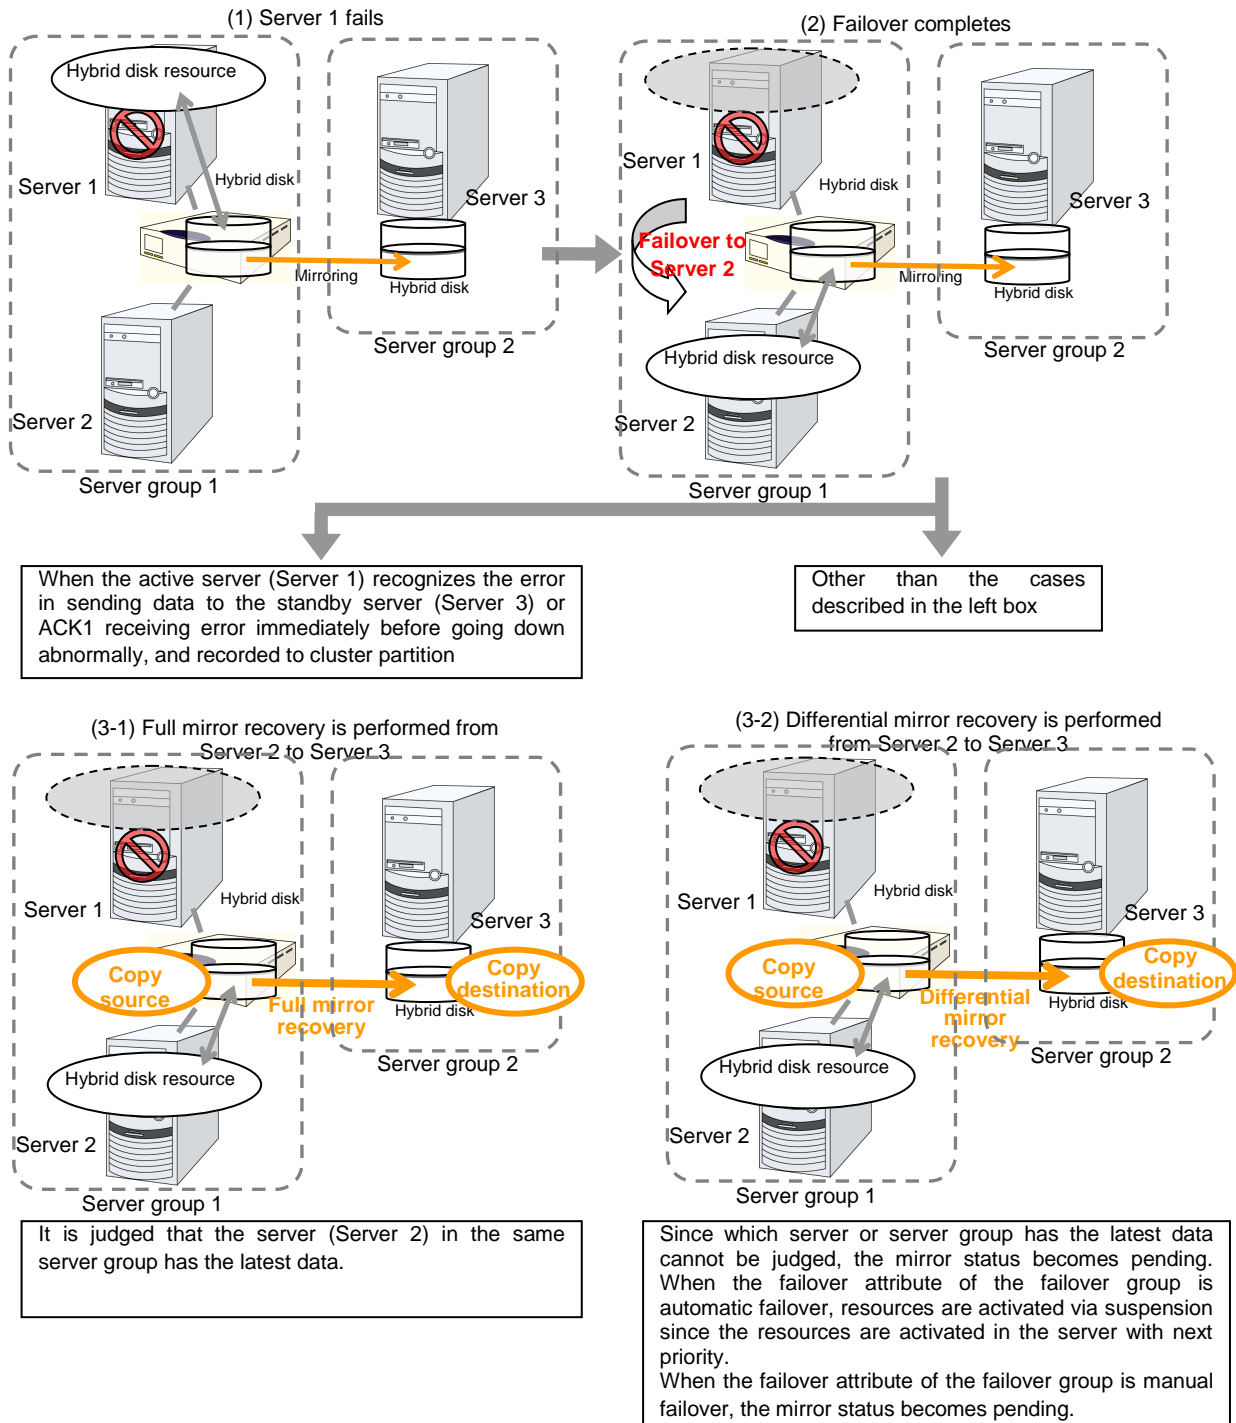 (1) Server 1 fails
Hybrid disk resource
Server 1
Hybrid disk
Server 3
Mirroring
Hybrid disk
Server group 2
Server 2
Server group 1
(2) Failover completes
Server 1
Hybrid disk
Server 3
Failover to
Server 2
Mirroring
Hybrid disk
Server group 2
Hybrid disk resource
Server 2
Server group 1
When the active server (Server 1) recognizes the error
in sending data to the standby server (Server 3) or
ACK1 receiving error immediately before going down
abnormally, and recorded to cluster partition
Other than the cases
described in the left box
(3-1) Full mirror recovery is performed from
Server 2 to Server 3
Server 1
Hybrid disk
Server 3
Copy
source
Copy
destination
Full mirror
recovery
Hybrid disk
Server group 2
Hybrid disk resource
Server 2
Server group 1
It is judged that the server (Server 2) in the same
server group has the latest data.
(3-2) Differential mirror recovery is performed
from Server 2 to Server 3
Server 1
Hybrid disk
Server 3
Copy
source
Copy
destination
Differential
mirror
recovery
Hybrid disk
Server group 2
Hybrid disk resource
Server 2
Server group 1
Since which server or server group has the latest data
cannot be judged, the mirror status becomes pending.
When the failover attribute of the failover group is
automatic failover, resources are activated via suspension
since the resources are activated in the server with next
priority.
When the failover attribute of the failover group is manual
failover, the mirror status becomes pending.